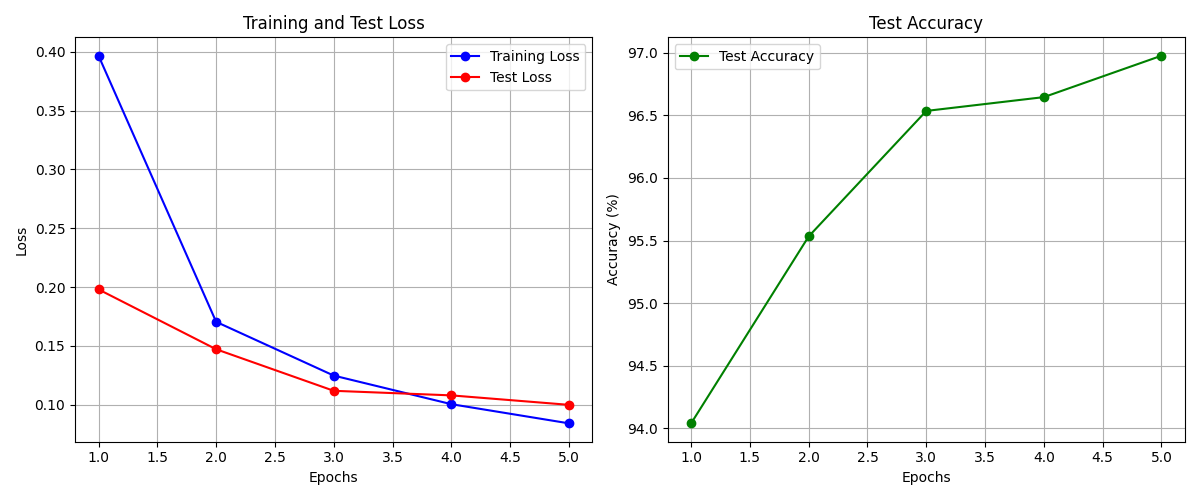 Training and Test Loss
Training Loss
Test Loss
0.40
0.35
0.30
0.25
0.20
0.15
0.10
Loss
1.0 1.5 2.0 2.5 3.0 3.5 4.0 4.5 5.0
Epochs
Test Accuracy
Test Accuracy
97.0
96.5
96.0
95.5
95.0
94.5
94.0
Accuracy (%)
1.0 1.5 2.0 2.5 3.0 3.5 4.0 4.5 5.0
Epochs